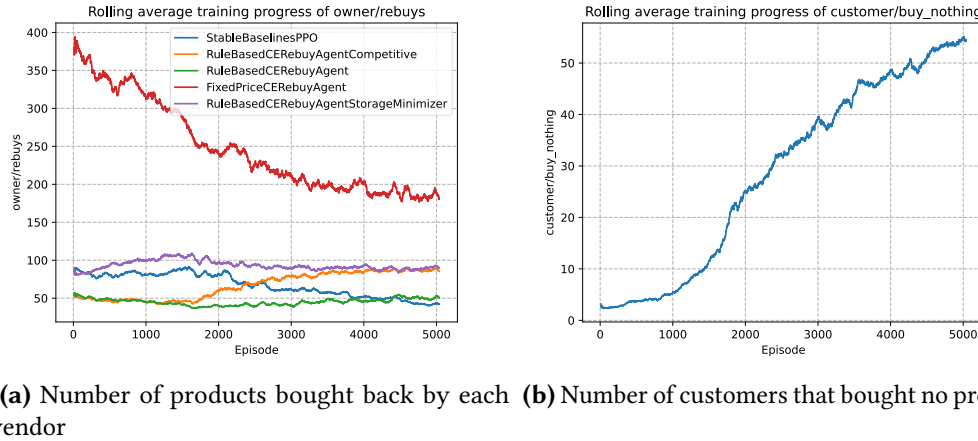 Rolling average training progress of owner/rebuys
400
350
300
250
200
150
100
50
owner/rebuys
StableBaselinesPPO
RuleBasedCERebuyAgentCompetitive
RuleBasedCERebuyAgent
FixedPriceCERebuyAgent
RuleBasedCERebuyAgentStorageMinimizer
0 1000 2000 3000 4000 5000
Episode
Rolling average training progress of customer/buy_nothing
50
40
30
20
10
0
customer/buy_nothing
0 1000 2000 3000 4000 5000
Episode
(a) Number of products bought back by each
vendor
(b) Number of customers that bought no